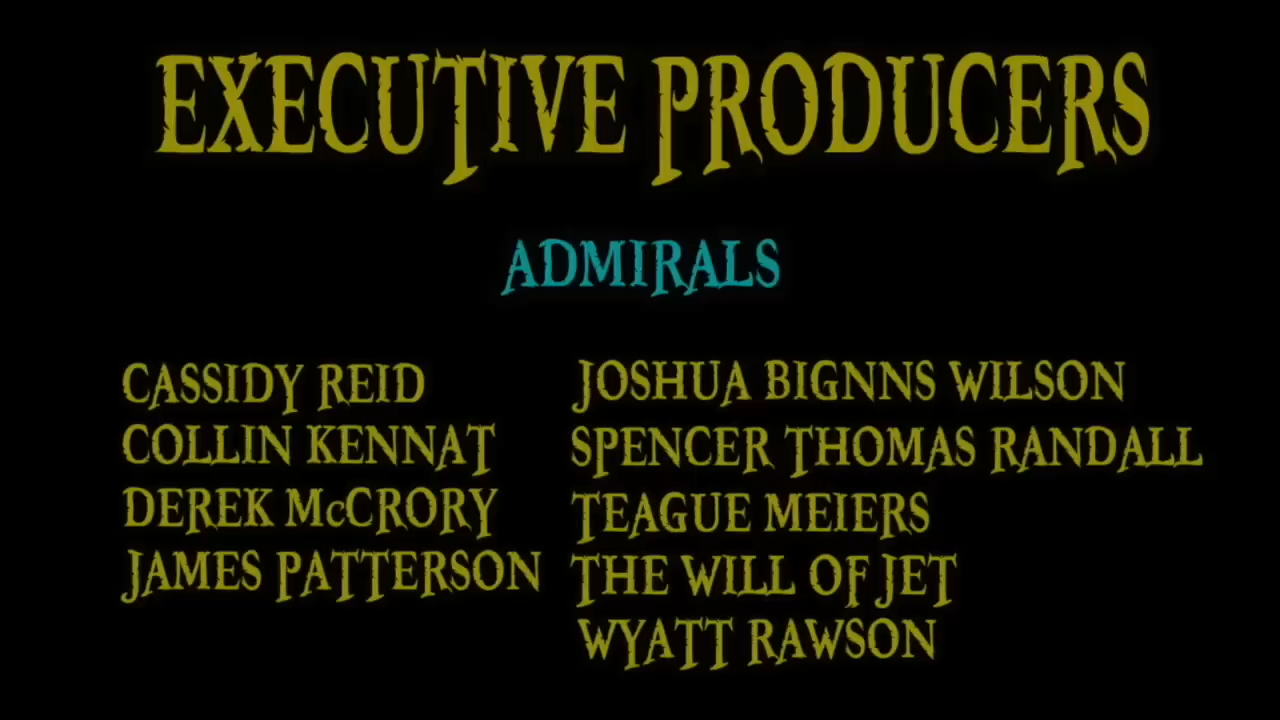 EXECUTIVE PRODUCERS
ADMIRALS
CASSIDY REID
COLLIN KENNAT
DEREK McCRORY
JAMES PATTERSON
JOSHUA BIGNNS WILSON
SPENCER THOMAS RANDALL
TEAGUE MEIERS
THE WILL OF JET
WYATT RAWSON